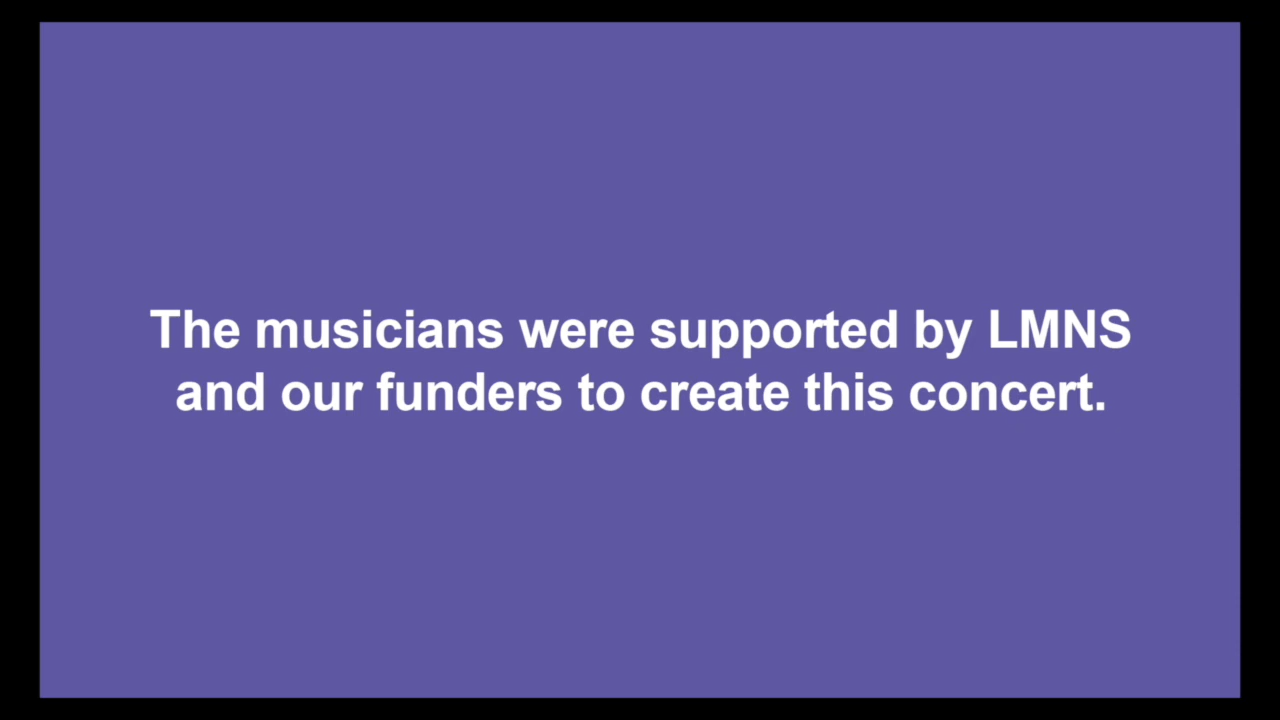 The musicians were supported by LMNS
and our funders to create this concert.